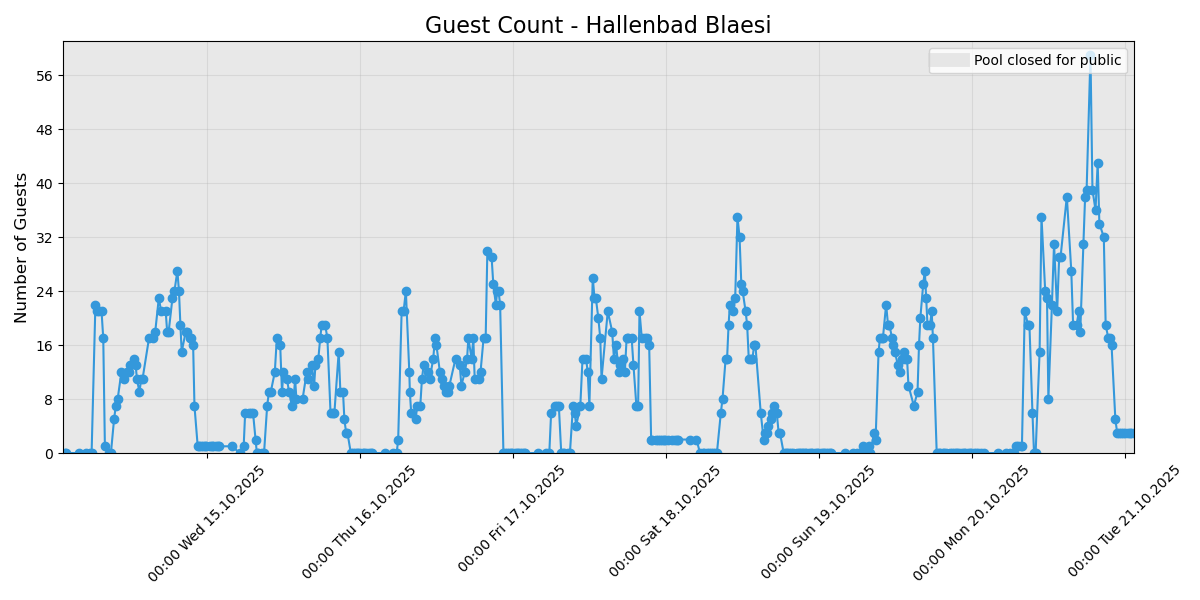 Guest Count - Hallenbad Blaesi
Pool closed for public
Number of Guests
56
48
40
32
24
16
8
0
00:00 Wed 15.10.2025
00:00 Thu 16.10.2025
00:00 Fri 17.10.2025
00:00 Sat 18.10.2025
00:00 Sun 19.10.2025
00:00 Mon 20.10.2025
00:00 Tue 21.10.2025